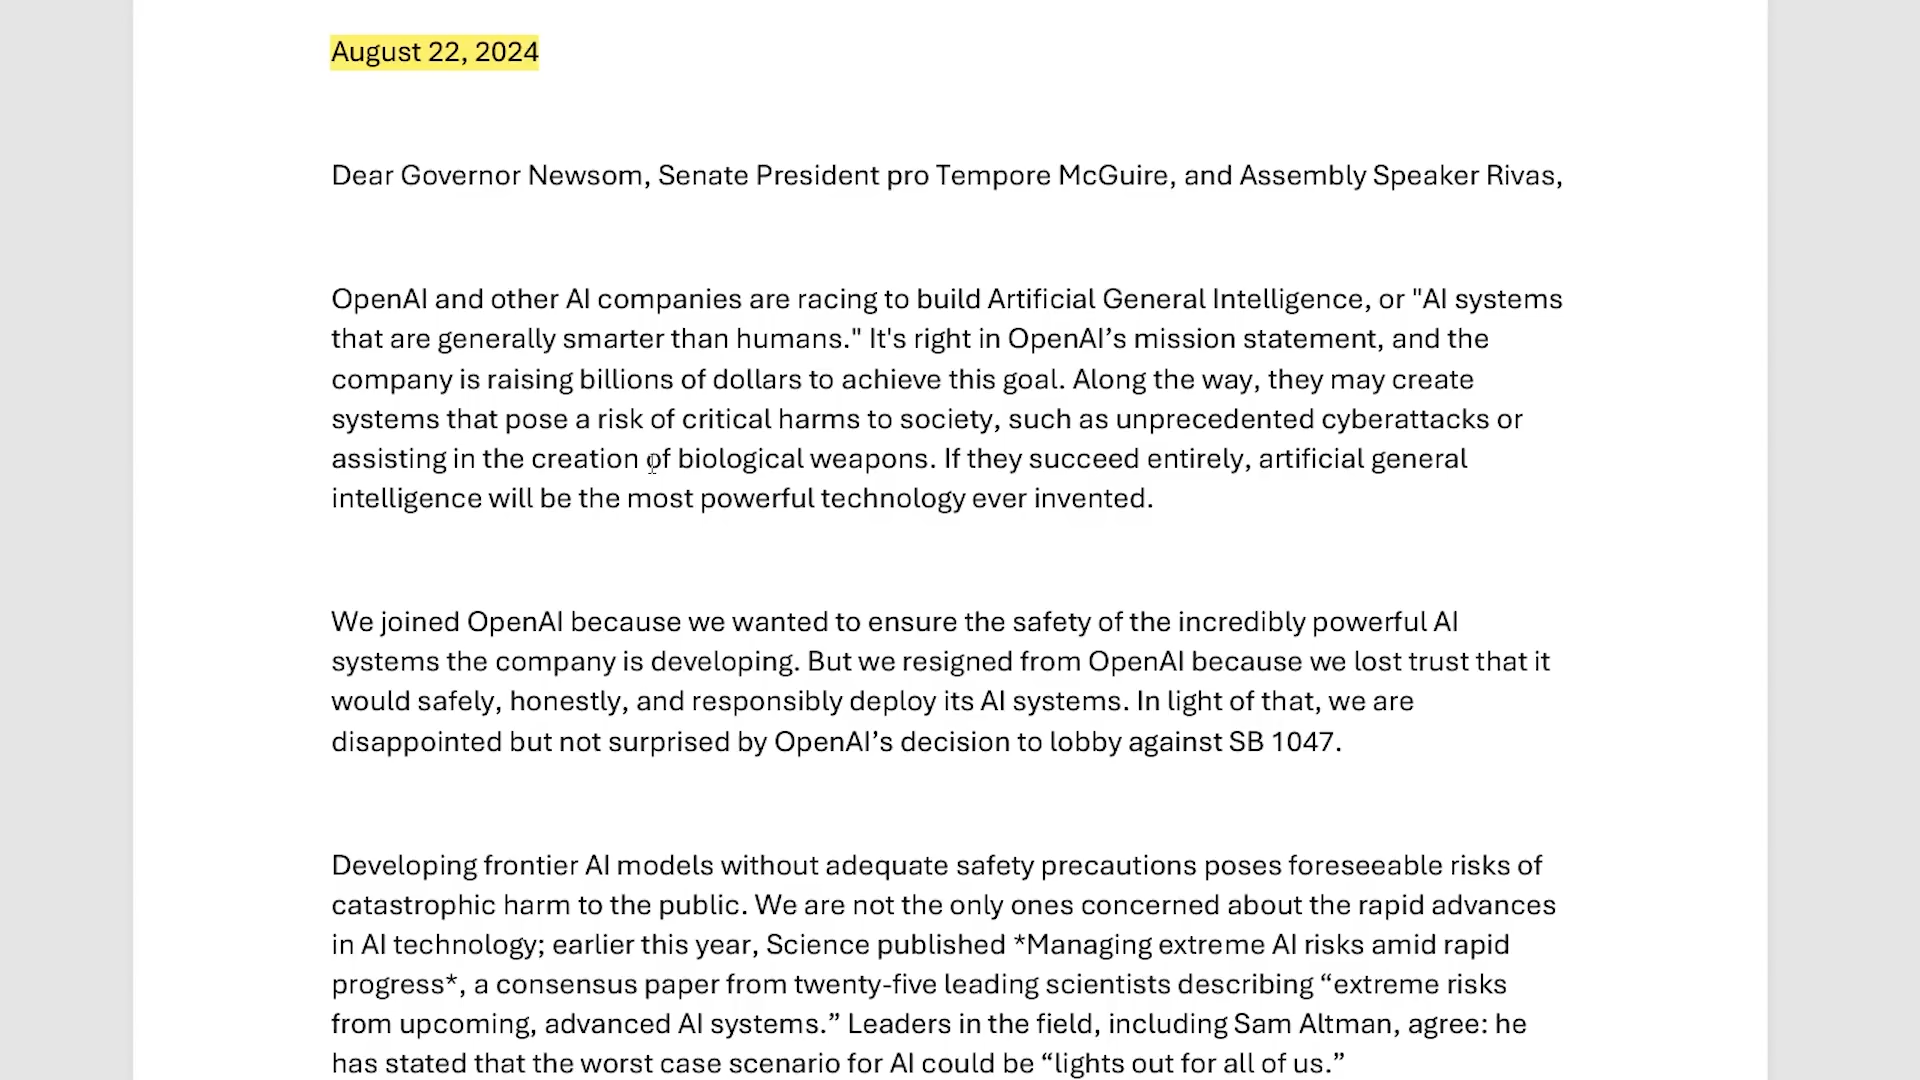 August 22, 2024
Dear Governor Newsom, Senate President pro Tempore McGuire, and Assembly Speaker Rivas,
OpenAI and other AI companies are racing to build Artificial General Intelligence, or "AI systems
that are generally smarter than humans." It's right in OpenAI’s mission statement, and the
company is raising billions of dollars to achieve this goal. Along the way, they may create
systems that pose a risk of critical harms to society, such as unprecedented cyberattacks or
assisting in the creation of biological weapons. If they succeed entirely, artificial general
intelligence will be the most powerful technology ever invented.
We joined OpenAI because we wanted to ensure the safety of the incredibly powerful AI
systems the company is developing. But we resigned from OpenAI because we lost trust that it
would safely, honestly, and responsibly deploy its AI systems. In light of that, we are
disappointed but not surprised by OpenAI’s decision to lobby against SB 1047.
Developing frontier AI models without adequate safety precautions poses foreseeable risks of
catastrophic harm to the public. We are not the only ones concerned about the rapid advances
in AI technology; earlier this year, Science published *Managing extreme AI risks amid rapid
progress*, a consensus paper from twenty-five leading scientists describing “extreme risks
from upcoming, advanced AI systems.” Leaders in the field, including Sam Altman, agree: he
has stated that the worst case scenario for AI could be “lights out for all of us.”